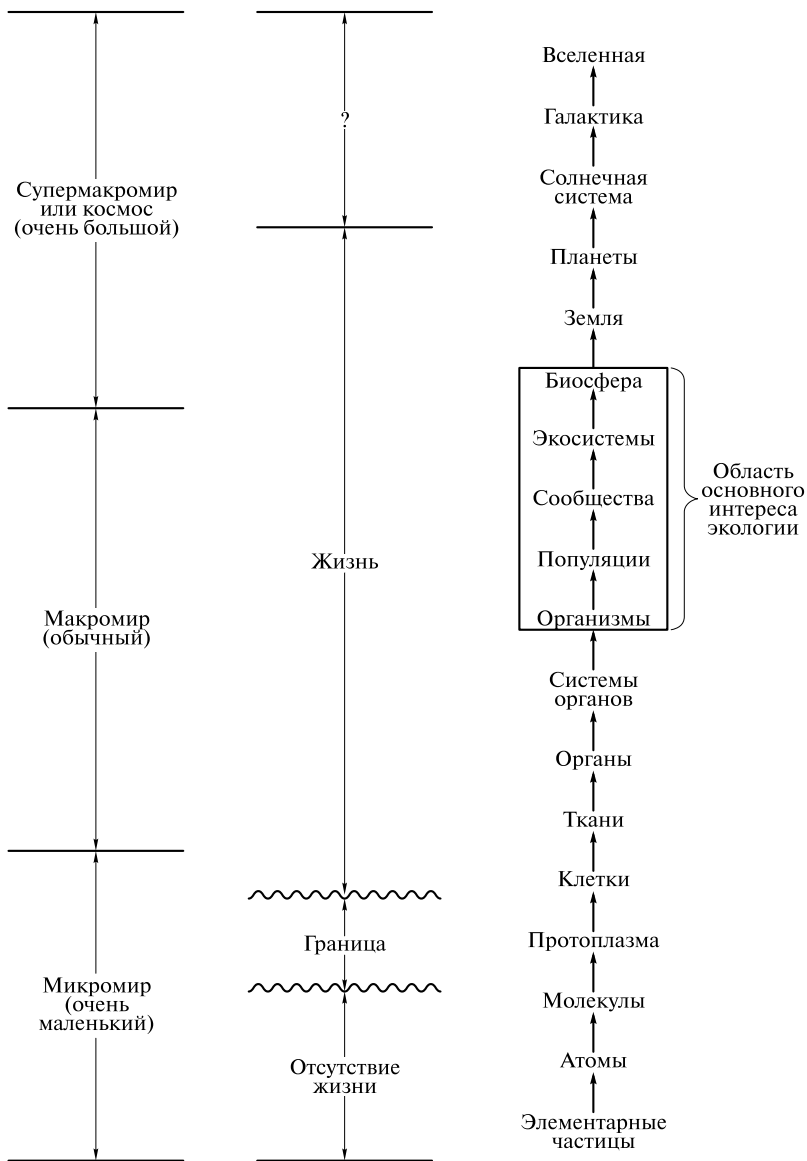 Супермакромир
или космос
(очень большой)
Макромир
(обычный)
Микромир
(очень
маленький)
?
Жизнь
Граница
Отсутствие
жизни
Вселенная
Галактика
Солнечная
система
Планеты
Земля
Биосфера
Экосистемы
Сообщества
Популяции
Организмы
Системы
органов
Органы
Ткани
Клетки
Протоплазма
Молекулы
Атомы
Элементарные
частицы
Область
основного
интереса
экологии